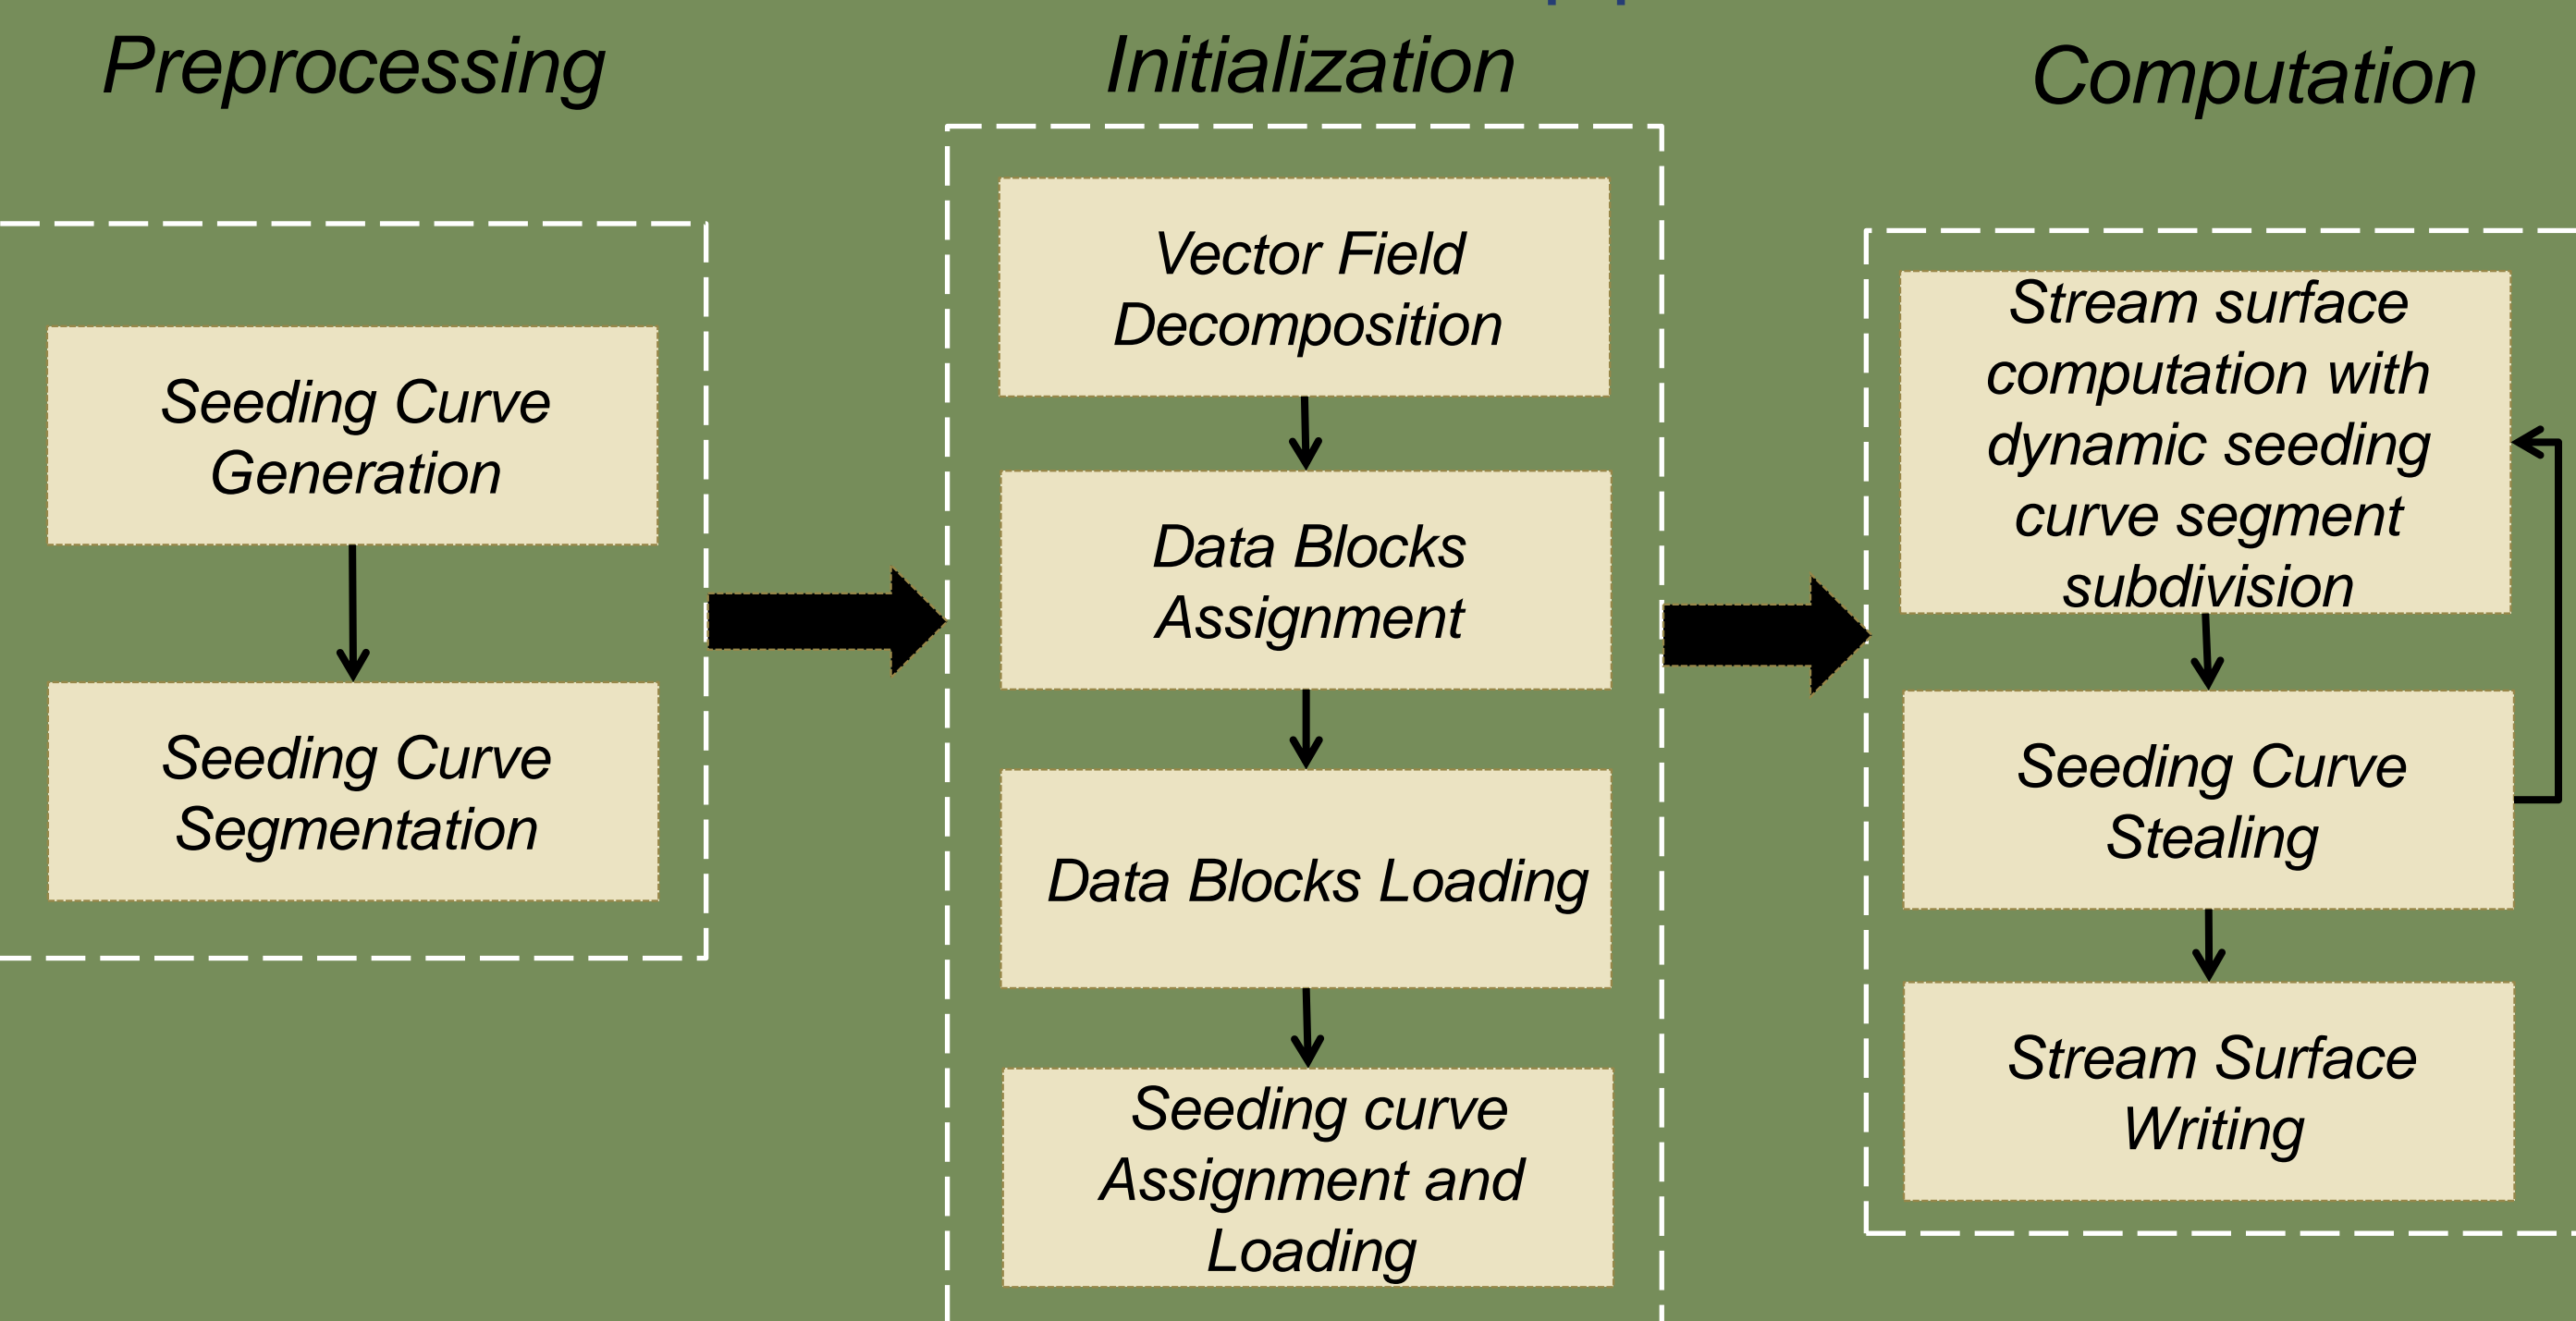 Preprocessing
Seeding Curve
Generation
Seeding Curve
Segmentation
Initialization
Vector Field
Decomposition
Data Blocks
Assignment
Data Blocks Loading
Seeding curve
Assignment and
Loading
Computation
Stream surface
computation with
dynamic seeding
curve segment
subdivision
Seeding Curve
Stealing
Stream Surface
Writing